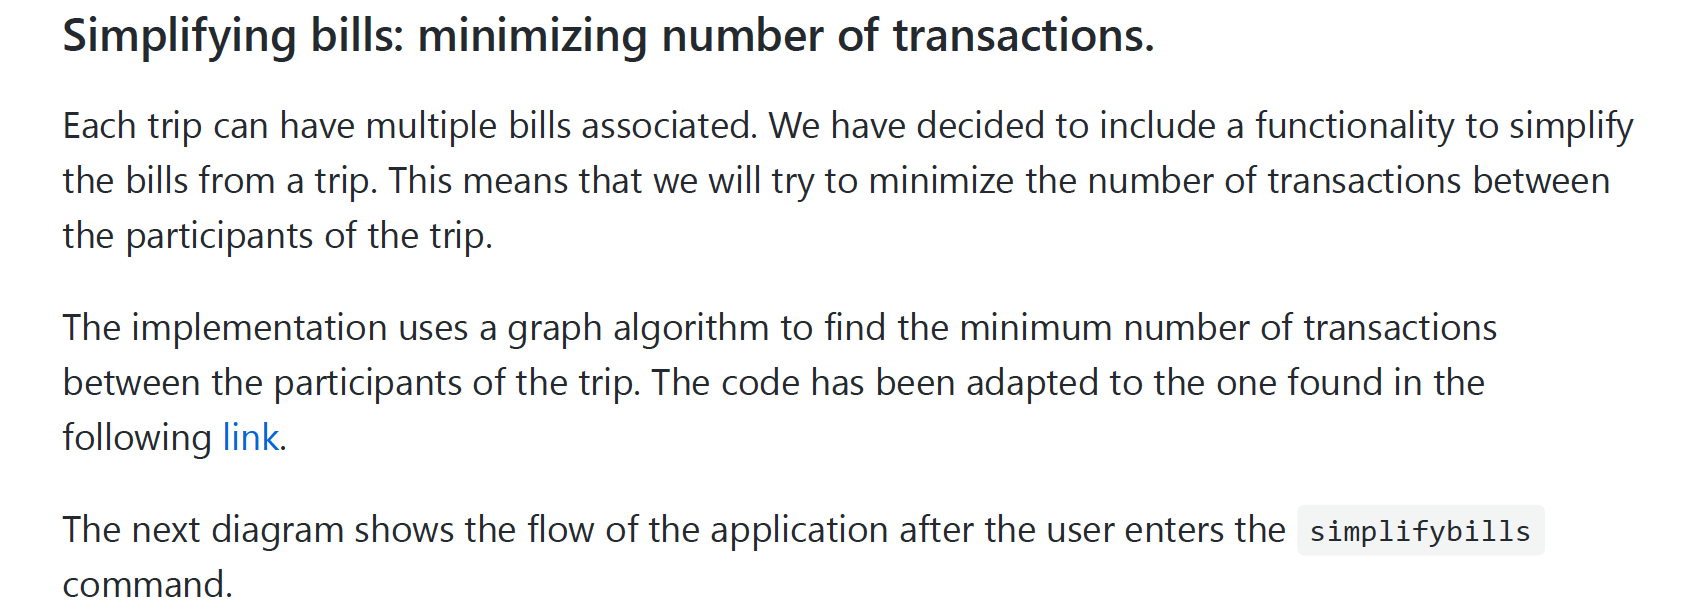 Simplifying bills: minimizing number of transactions.
Each trip can have multiple bills associated. We have decided to include a functionality to simplify
the bills from a trip. This means that we will try to minimize the number of transactions between
the participants of the trip.
The implementation uses a graph algorithm to find the minimum number of transactions
between the participants of the trip. The code has been adapted to the one found in the
following link.
The next diagram shows the flow of the application after the user enters the simplifybills
command.